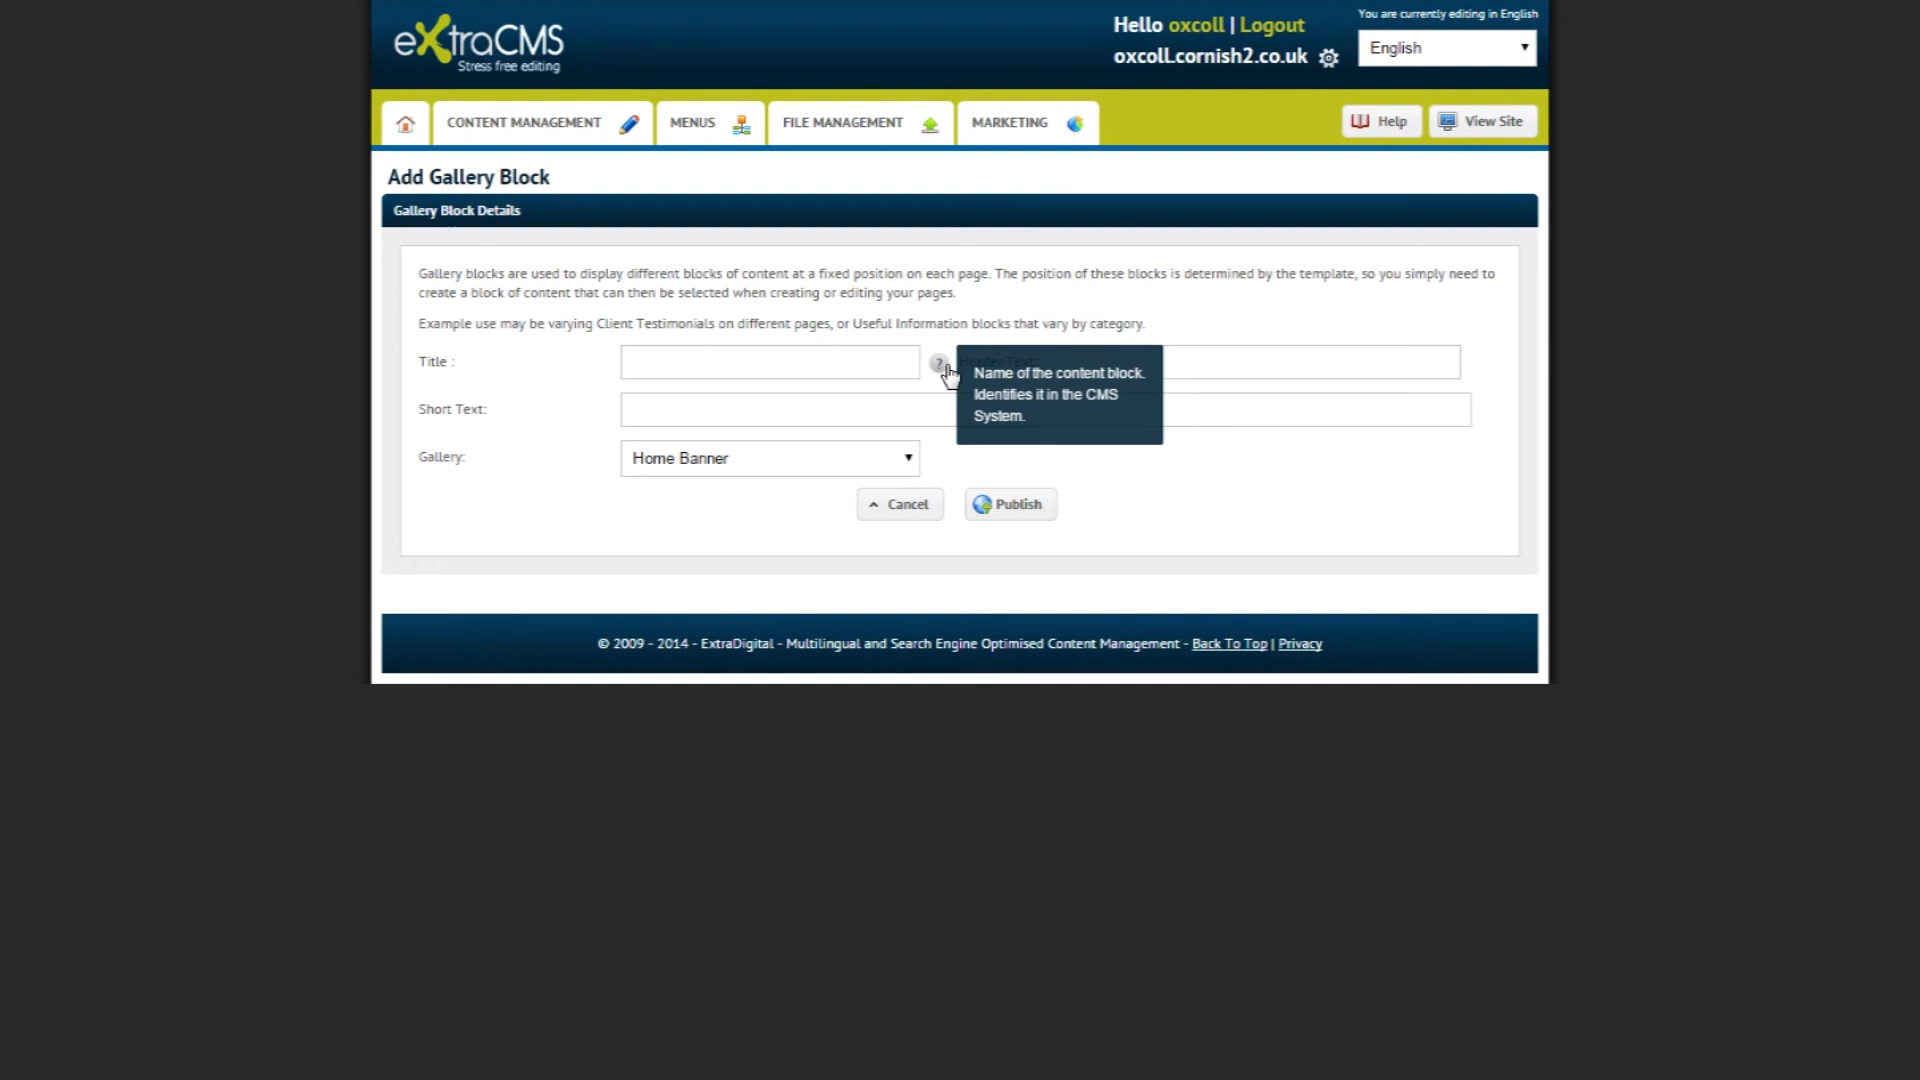 eXtraCMS
Stress free editing
Hello oxcoll | Logout
oxcoll.cornish2.co.uk
You are currently editing in English
English
CONTENT MANAGEMENT
MENUS
FILE MANAGEMENT
MARKETING
Help
View Site
Add Gallery Block
Gallery Block Details
Gallery blocks are used to display different blocks of content at a fixed position on each page. The position of these blocks is determined by the template, so you simply need to
create a block of content that can then be selected when creating or editing your pages.
Example use may be varying Client Testimonials on different pages, or Useful Information blocks that vary by category.
Title :
?
Header Text:
Name of the content block.
Identifies it in the CMS
System.
Short Text:
Gallery:
Home Banner
Cancel
Publish
© 2009 - 2014 - ExtraDigital - Multilingual and Search Engine Optimised Content Management - Back To Top | Privacy